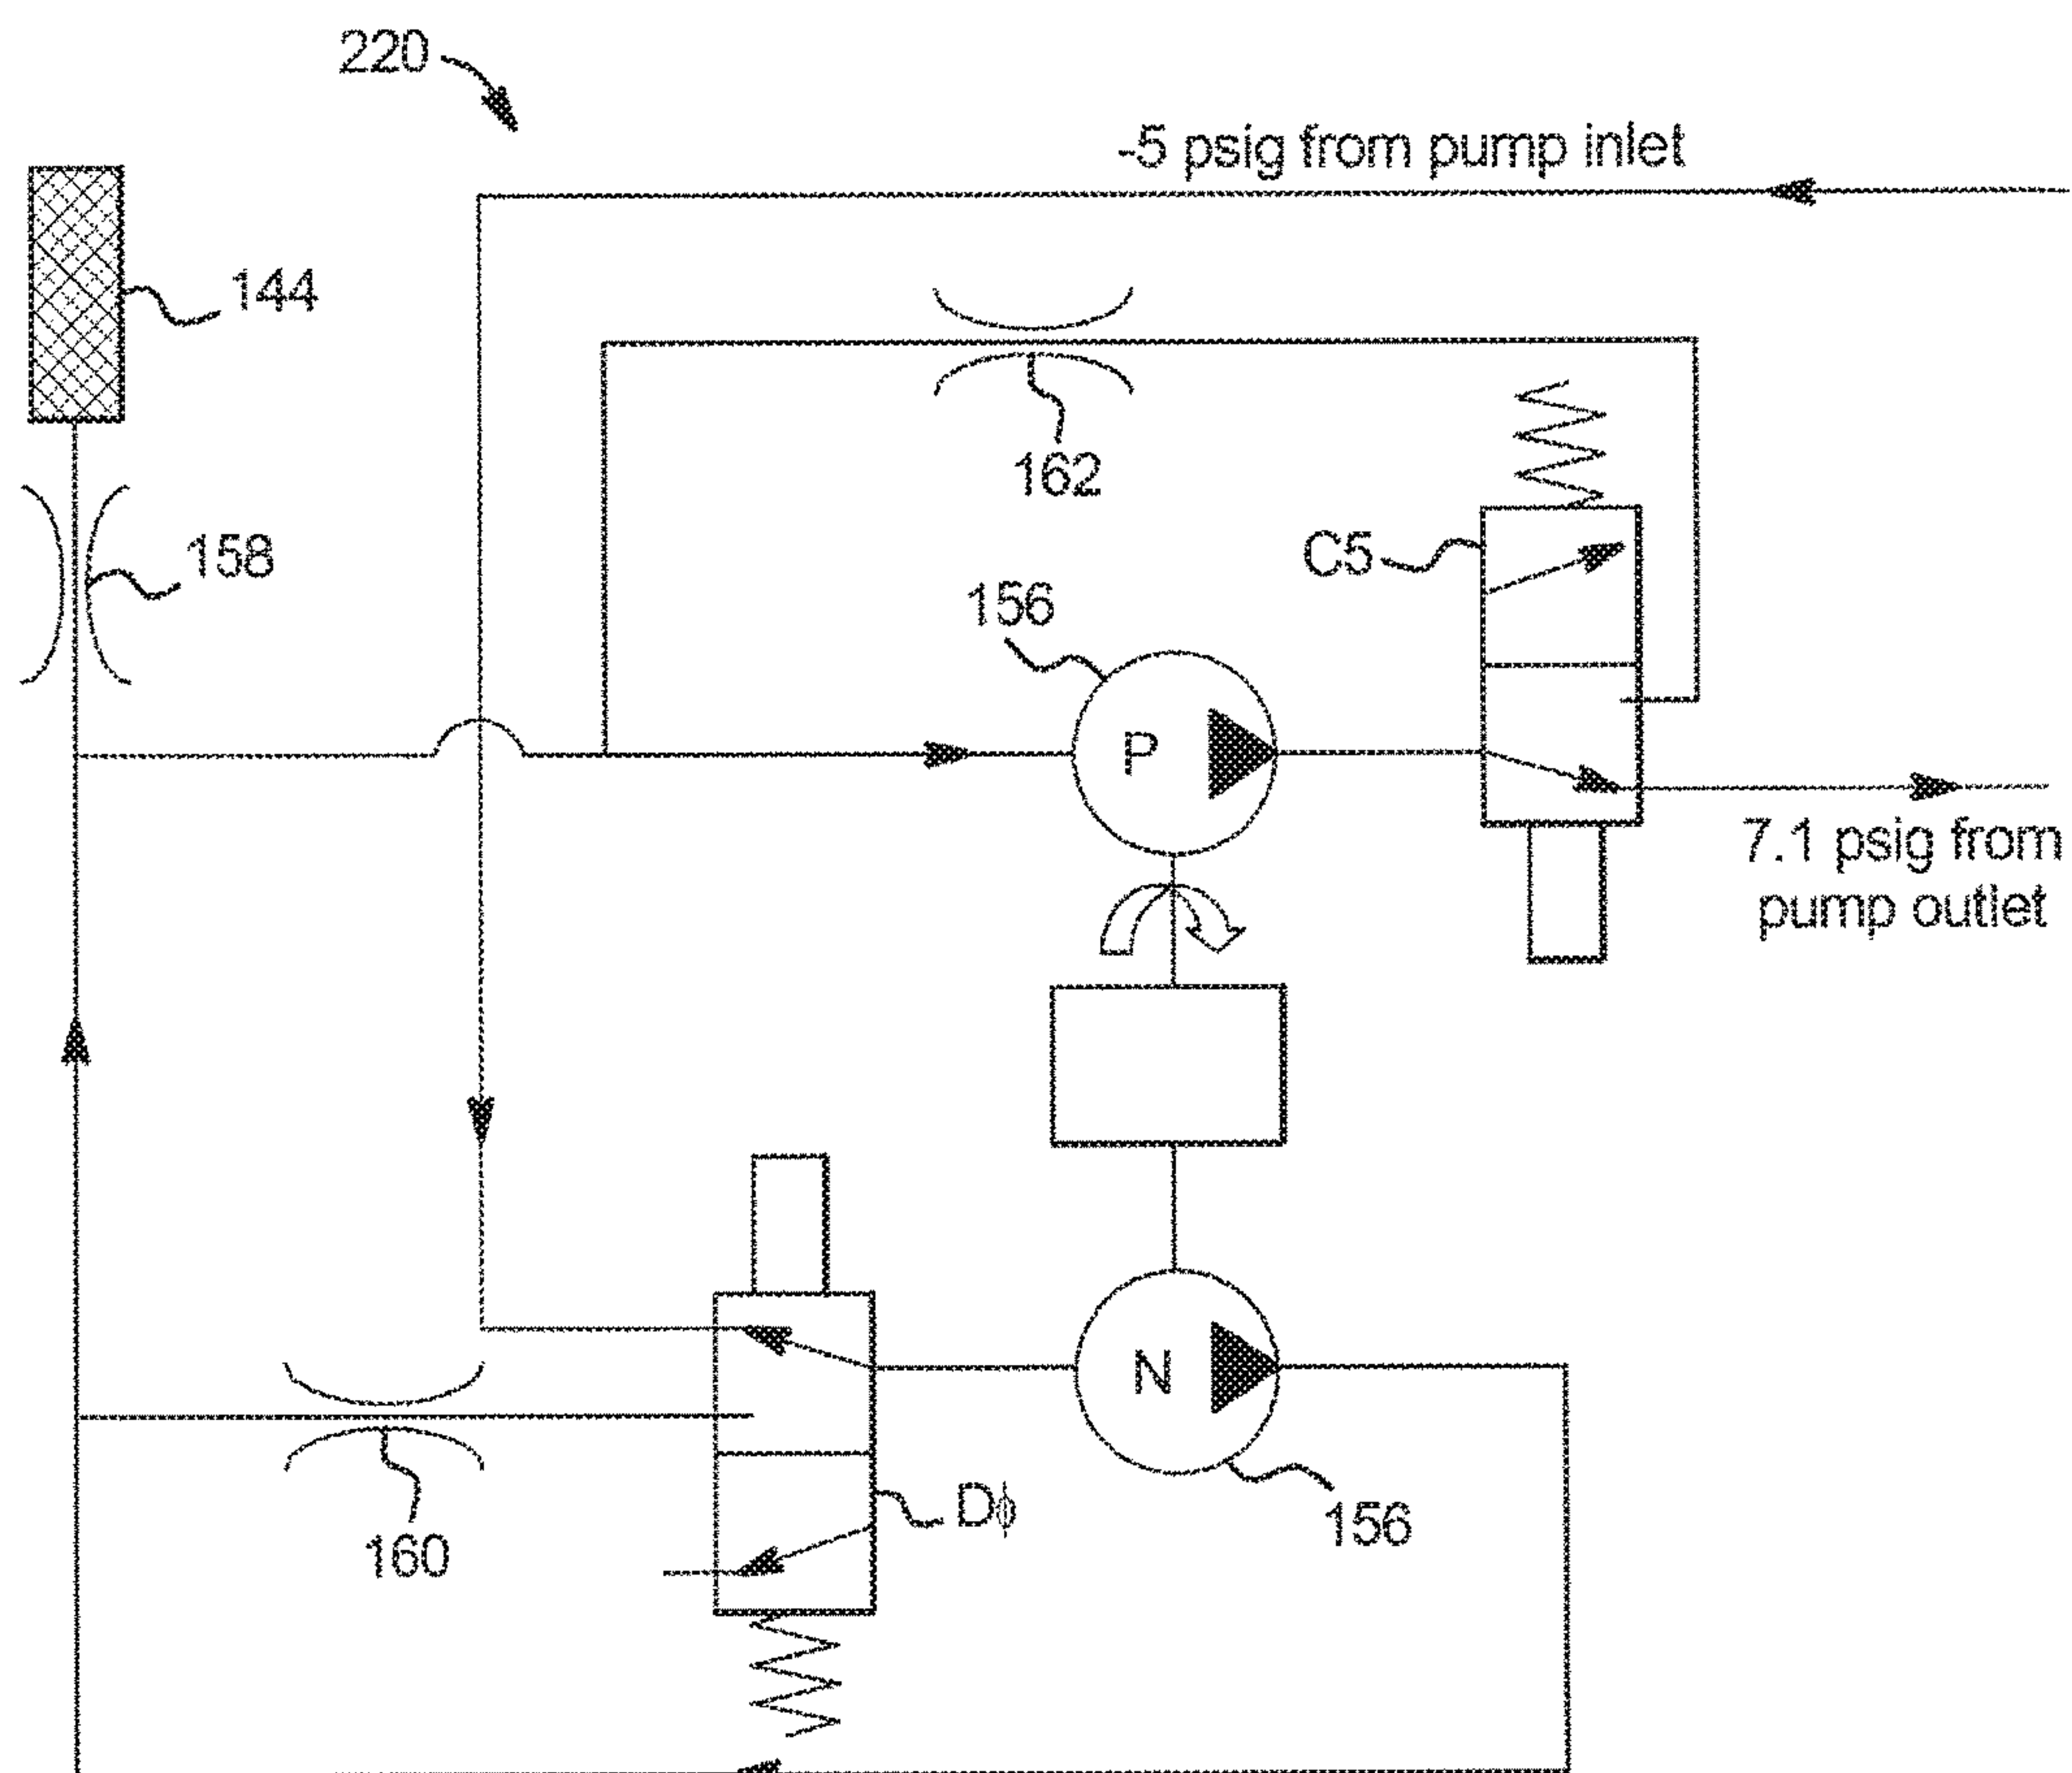 220
-5 psig from pump inlet
144
162
158
C5
156
P
7.1 psig from
pump outlet
N
Dϕ
156
160